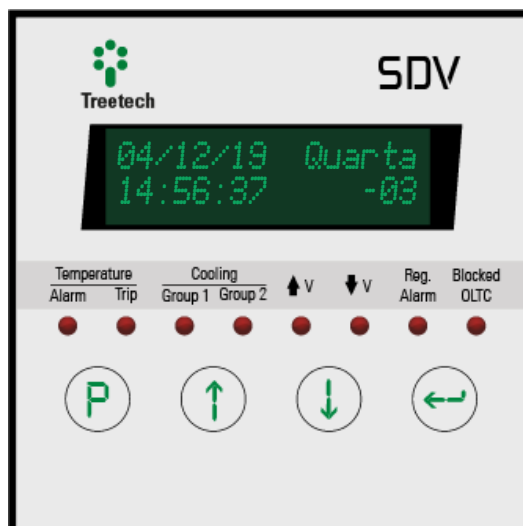 Treetech
SDV
04/12/19 Quarta
14:56:37 -03
Temperature
Alarm Trip
Cooling
Group 1 Group 2
V
V
Reg.
Alarm
Blocked
OLTC
P